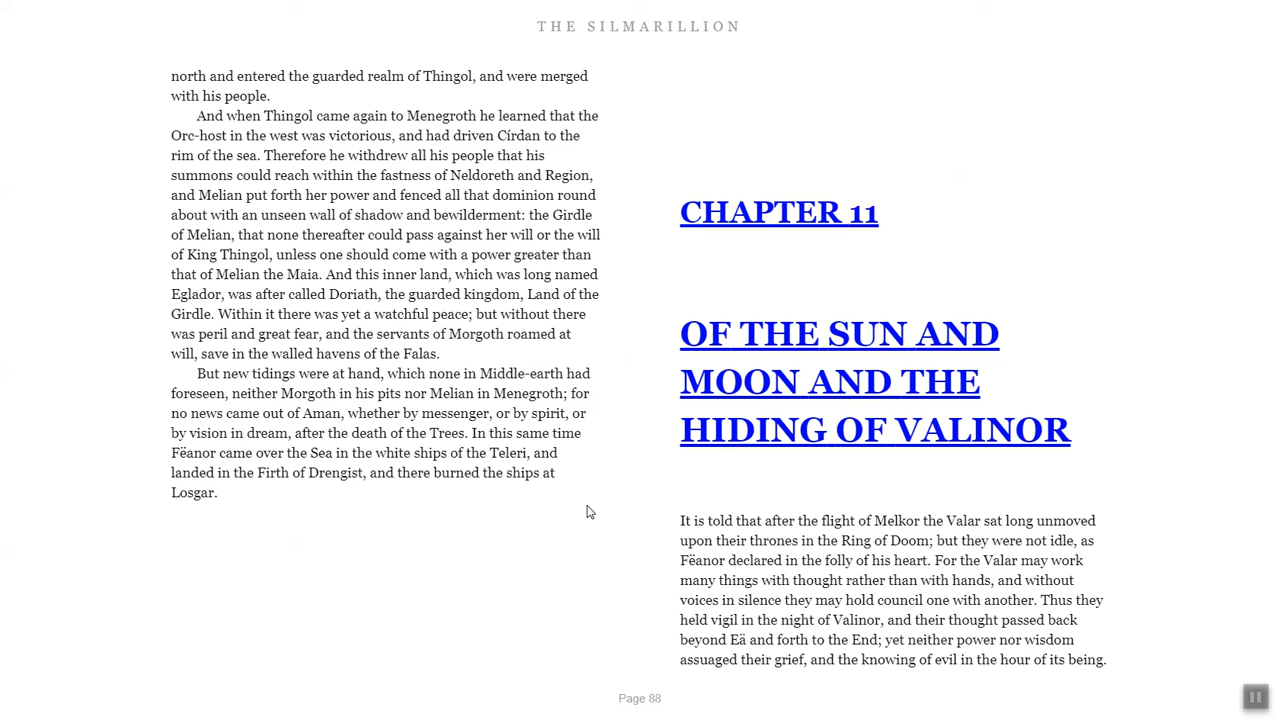 THE SILMARILLION
north and entered the guarded realm of Thingol, and were merged
with his people.
And when Thingol came again to Menegroth he learned that the
Orc-host in the west was victorious, and had driven Círdan to the
rim of the sea. Therefore he withdrew all his people that his
summons could reach within the fastness of Neldoreth and Region,
and Melian put forth her power and fenced all that dominion round
about with an unseen wall of shadow and bewilderment: the Girdle
of Melian, that none thereafter could pass against her will or the will
of King Thingol, unless one should come with a power greater than
that of Melian the Maia. And this inner land, which was long named
Eglador, was after called Doriath, the guarded kingdom, Land of the
Girdle. Within it there was yet a watchful peace; but without there
was peril and great fear, and the servants of Morgoth roamed at
will, save in the walled havens of the Falas.
But new tidings were at hand, which none in Middle-earth had
foreseen, neither Morgoth in his pits nor Melian in Menegroth; for
no news came out of Aman, whether by messenger, or by spirit, or
by vision in dream, after the death of the Trees. In this same time
Fëanor came over the Sea in the white ships of the Teleri, and
landed in the Firth of Drengist, and there burned the ships at
Losgar.
CHAPTER 11
OF THE SUN AND
MOON AND THE
HIDING OF VALINOR
It is told that after the flight of Melkor the Valar sat long unmoved
upon their thrones in the Ring of Doom; but they were not idle, as
Fëanor declared in the folly of his heart. For the Valar may work
many things with thought rather than with hands, and without
voices in silence they may hold council one with another. Thus they
held vigil in the night of Valinor, and their thought passed back
beyond Eä and forth to the End; yet neither power nor wisdom
assuaged their grief, and the knowing of evil in the hour of its being.
Page 88